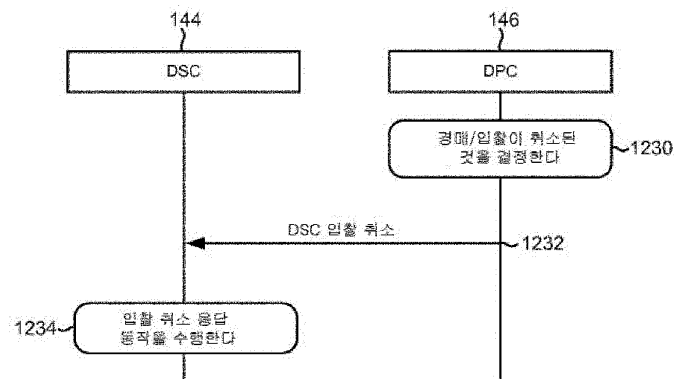 144
146
DSC
DPC
경매/입찰이 취소된
것을 결정한다
1230
DSC 입찰 취소
1232
1234
입찰 취소 응답
동작을 수행한다